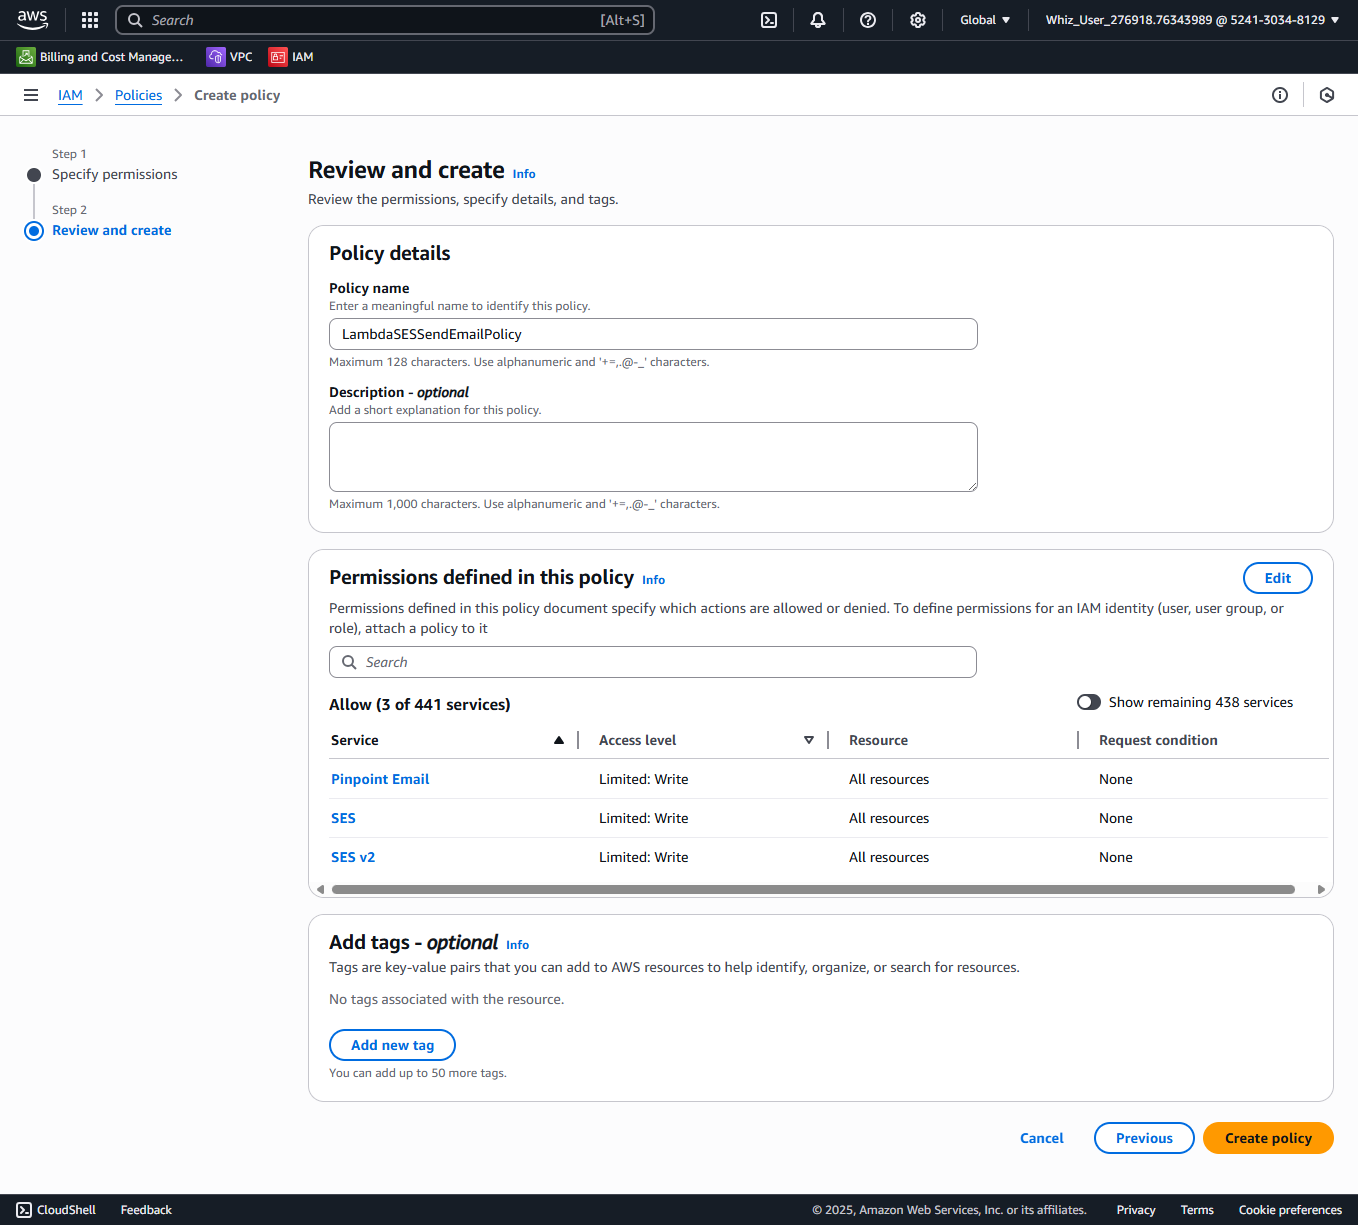 aws
Search [Alt+S]
Global
Whiz_User_276918.76343989 @ 5241-3034-8129
Billing and Cost Manage...
VPC
IAM
IAM
Policies
Create policy
Step 1
Specify permissions
Step 2
Review and create
Review and create Info
Review the permissions, specify details, and tags.
Policy details
Policy name
Enter a meaningful name to identify this policy.
LambdaSESSendEmailPolicy
Maximum 128 characters. Use alphanumeric and '+=,.@-_' characters.
Description - optional
Add a short explanation for this policy.
Maximum 1,000 characters. Use alphanumeric and '+=,.@-_' characters.
Permissions defined in this policy Info
Edit
Permissions defined in this policy document specify which actions are allowed or denied. To define permissions for an IAM identity (user, user group, or
role), attach a policy to it
Search
Allow (3 of 441 services)
Show remaining 438 services
Service Access level Resource Request condition
Pinpoint Email Limited: Write All resources None
SES Limited: Write All resources None
SES v2 Limited: Write All resources None
Add tags - optional Info
Tags are key-value pairs that you can add to AWS resources to help identify, organize, or search for resources.
No tags associated with the resource.
Add new tag
You can add up to 50 more tags.
Cancel Previous Create policy
CloudShell Feedback © 2025, Amazon Web Services, Inc. or its affiliates. Privacy Terms Cookie preferences